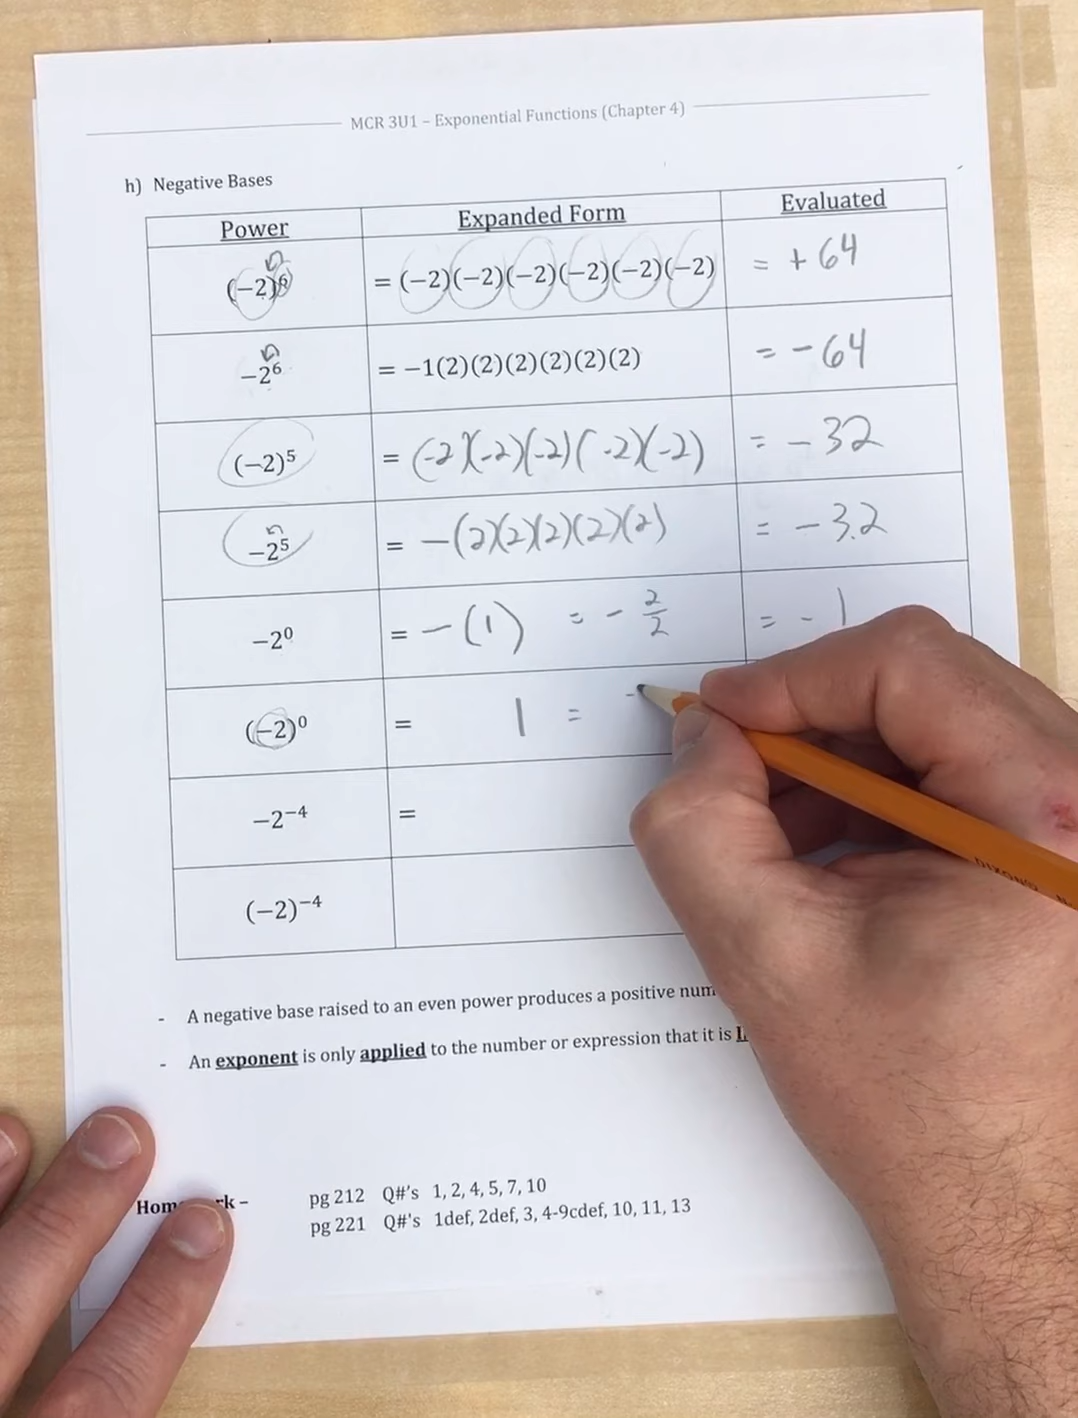 MCR 3U1 – Exponential Functions (Chapter 4)
h) Negative Bases
Power Expanded Form Evaluated
(−2)⁶ = (−2)(−2)(−2)(−2)(−2)(−2) = + 64
−2⁶ = −1(2)(2)(2)(2)(2)(2) = - 64
(−2)⁵ = (-2)(-2)(-2)(-2)(-2) = - 32
−2⁵ = -(2)(2)(2)(2)(2) = - 32
−2⁰ = -(1) = - 2/2 = - 1
(−2)⁰ = 1 = -
−2⁻⁴ =
(−2)⁻⁴
- A negative base raised to an even power produces a positive
- An exponent is only applied to the number or expression that it is
pg 212 Q#'s 1, 2, 4, 5, 7, 10
pg 221 Q#'s 1def, 2def, 3, 4-9cdef, 10, 11, 13
DIXON